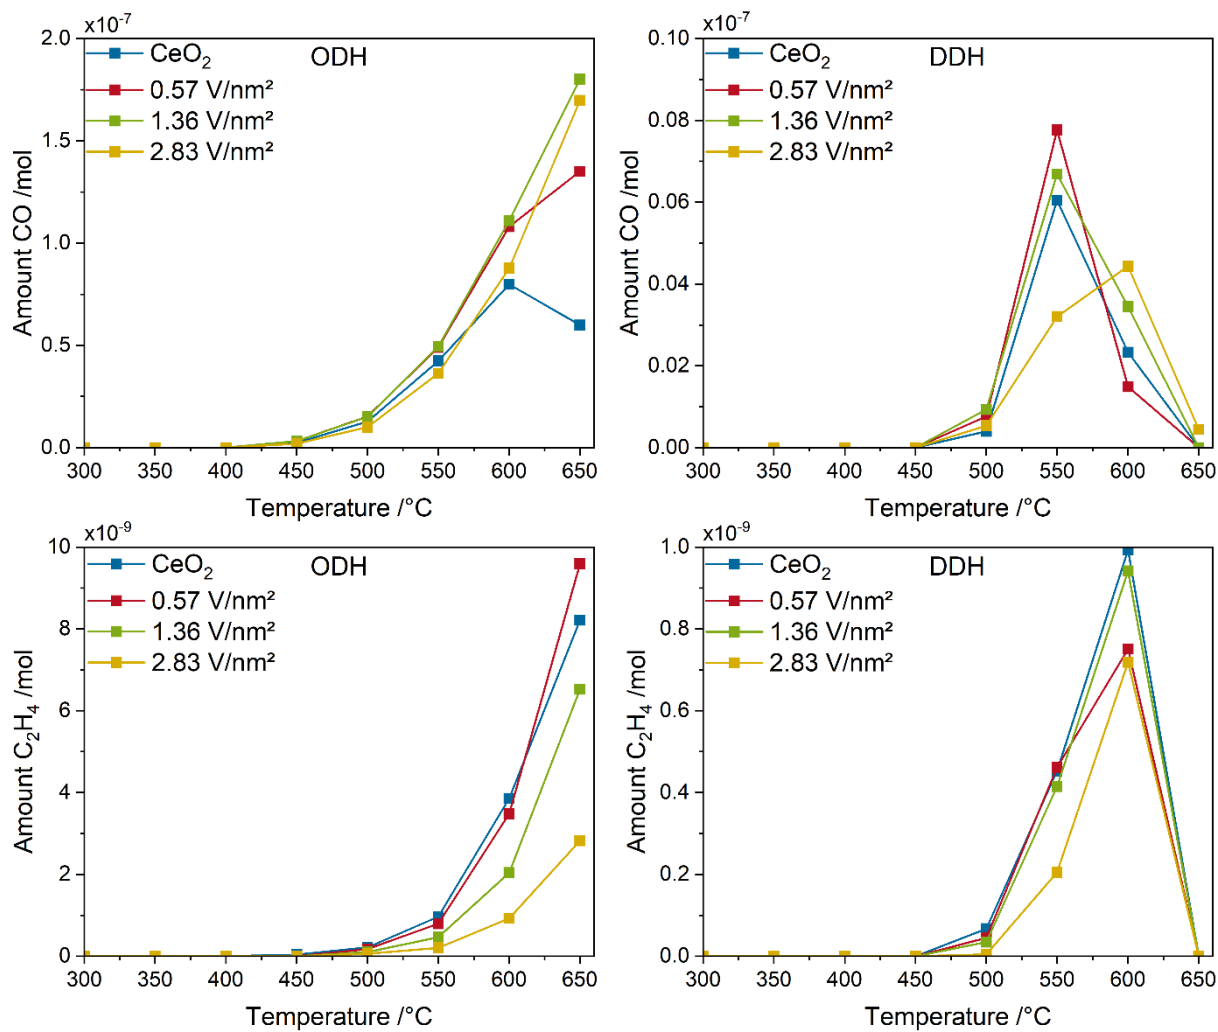 x10⁻⁷
2.0
1.5
1.0
0.5
0.0
Amount CO /mol
CeO₂
0.57 V/nm²
1.36 V/nm²
2.83 V/nm²
ODH
300 350 400 450 500 550 600 650
Temperature /°C
x10⁻⁷
0.10
0.08
0.06
0.04
0.02
0.00
Amount CO /mol
CeO₂
0.57 V/nm²
1.36 V/nm²
2.83 V/nm²
DDH
300 350 400 450 500 550 600 650
Temperature /°C
x10⁻⁹
10
8
6
4
2
0
Amount C₂H₄ /mol
CeO₂
0.57 V/nm²
1.36 V/nm²
2.83 V/nm²
ODH
300 350 400 450 500 550 600 650
Temperature /°C
x10⁻⁹
1.0
0.8
0.6
0.4
0.2
0.0
Amount C₂H₄ /mol
CeO₂
0.57 V/nm²
1.36 V/nm²
2.83 V/nm²
DDH
300 350 400 450 500 550 600 650
Temperature /°C